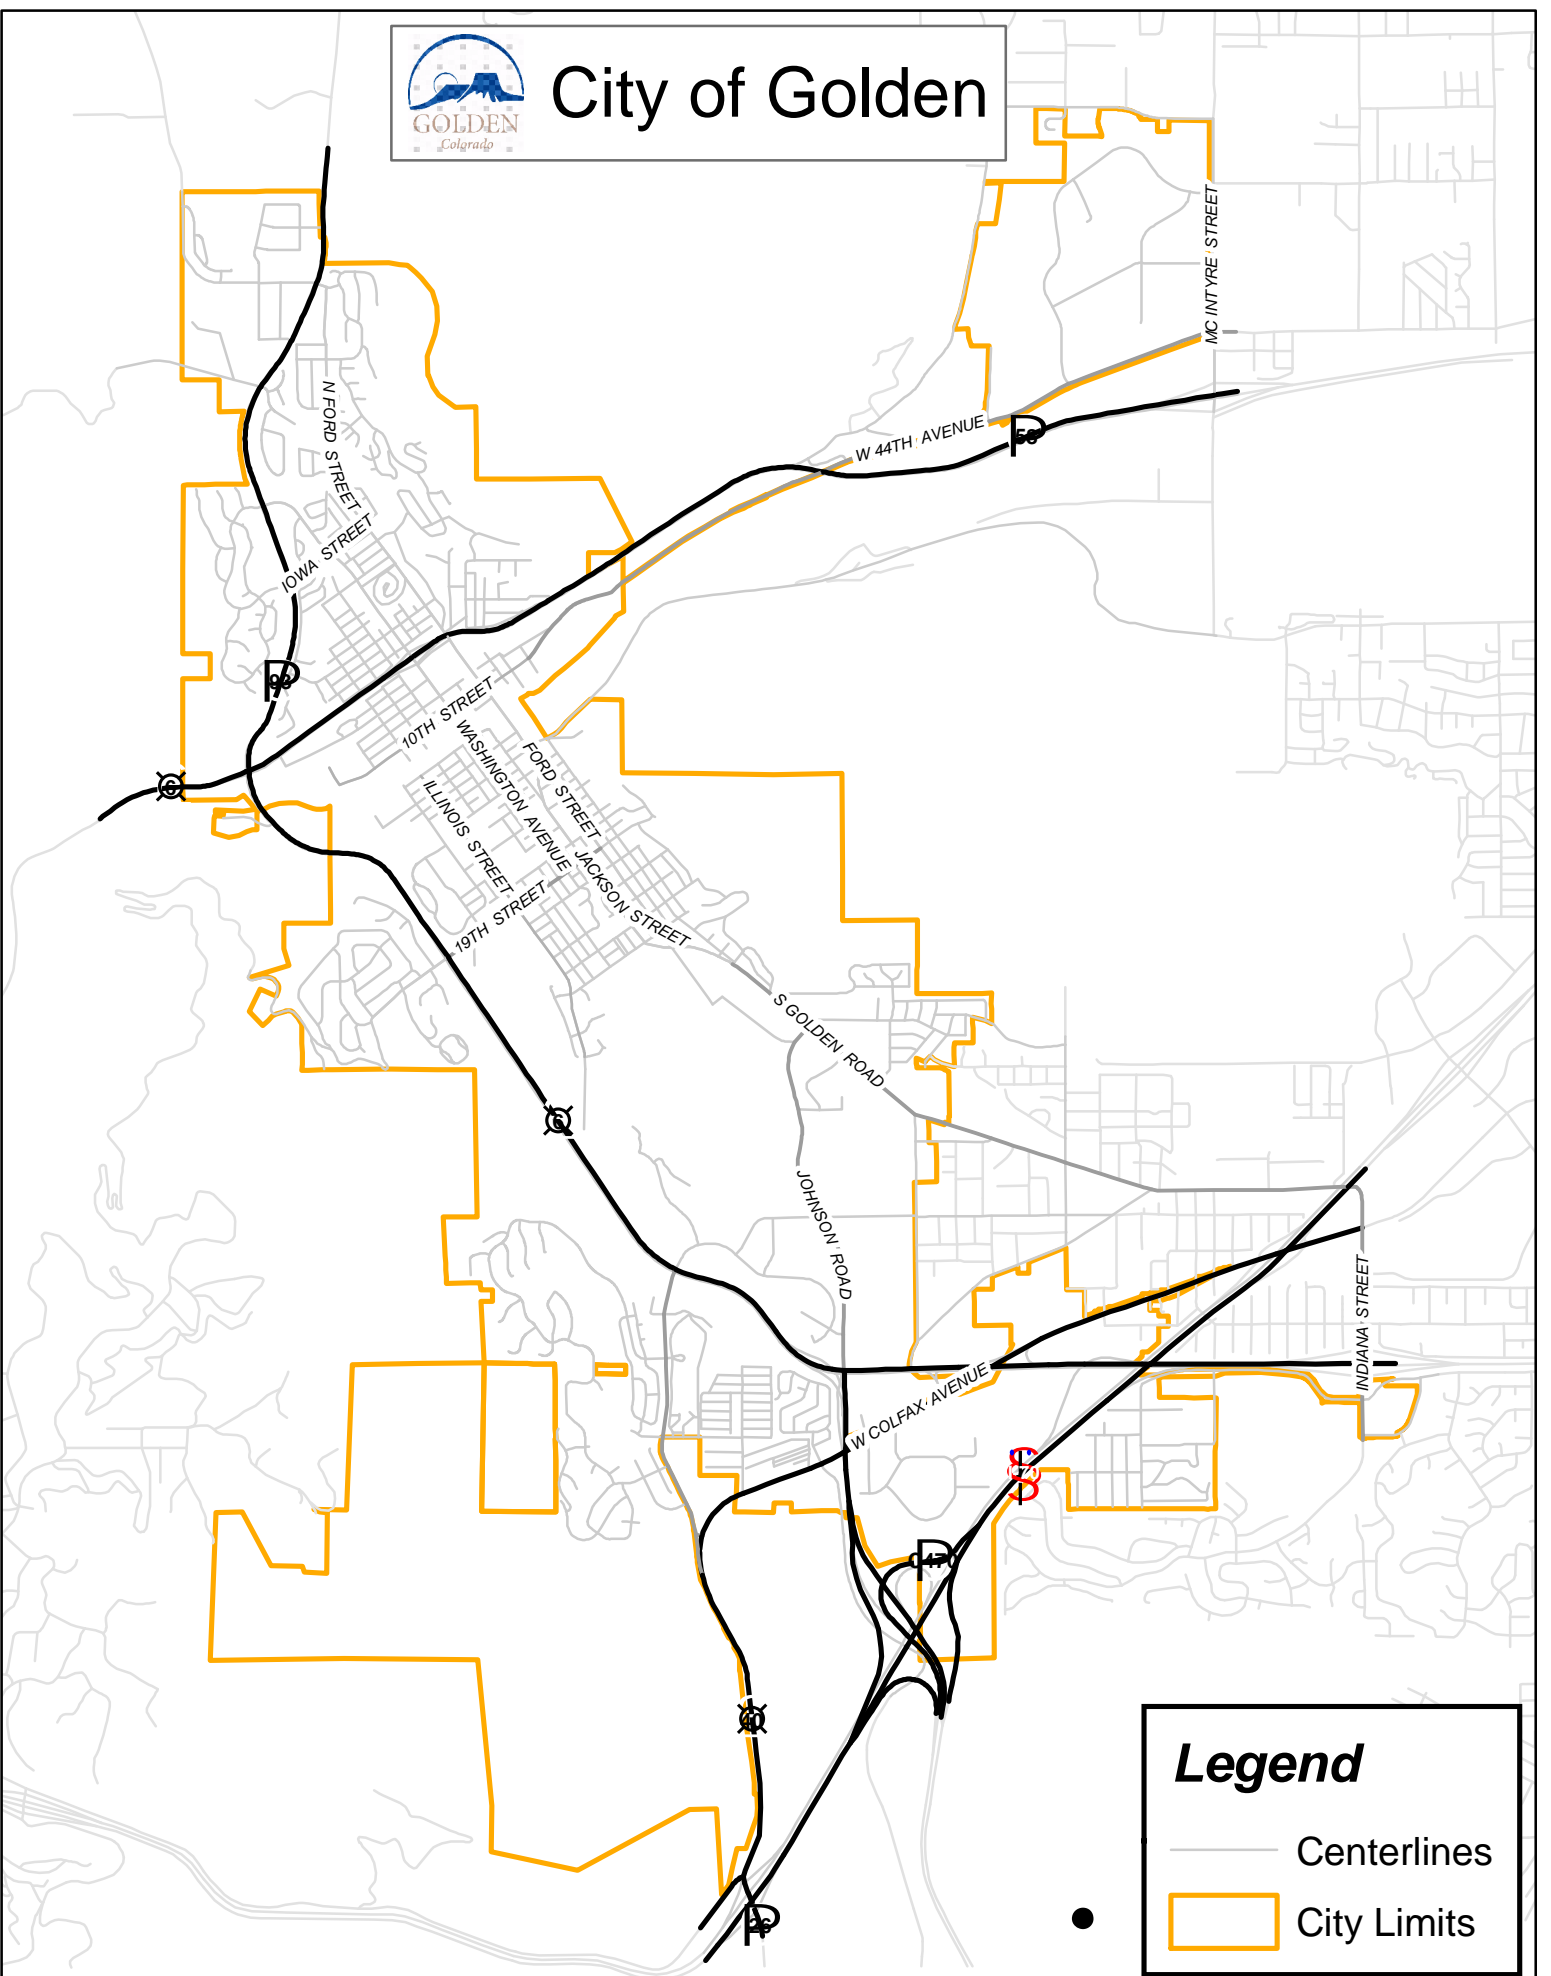 City of Golden
GOLDEN
Colorado
MC INTYRE STREET
N FORD STREET
W 44TH AVENUE
P
58
IOWA STREET
P
93
10TH STREET
WASHINGTON AVENUE
FORD STREET
6
ILLINOIS STREET
JACKSON STREET
19TH STREET
S GOLDEN ROAD
6
JOHNSON ROAD
INDIANA STREET
W COLFAX AVENUE
P
C470
40
P
26
Legend
Centerlines
City Limits